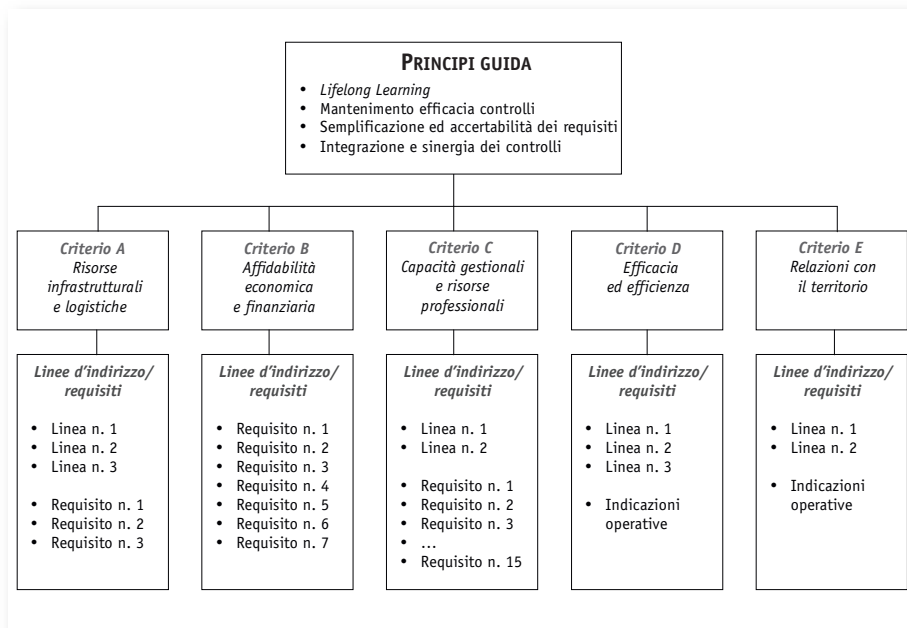 PRINCIPI GUIDA
• Lifelong Learning
• Mantenimento efficacia controlli
• Semplificazione ed accertabilità dei requisiti
• Integrazione e sinergia dei controlli
Criterio A
Risorse
infrastrutturali
e logistiche
Criterio B
Affidabilità
economica
e finanziaria
Criterio C
Capacità gestionali
e risorse
professionali
Criterio D
Efficacia
ed efficienza
Criterio E
Relazioni con
il territorio
Linee d'indirizzo/
requisiti
• Linea n. 1
• Linea n. 2
• Linea n. 3
• Requisito n. 1
• Requisito n. 2
• Requisito n. 3
Linee d'indirizzo/
requisiti
• Requisito n. 1
• Requisito n. 2
• Requisito n. 3
• Requisito n. 4
• Requisito n. 5
• Requisito n. 6
• Requisito n. 7
Linee d'indirizzo/
requisiti
• Linea n. 1
• Linea n. 2
• Requisito n. 1
• Requisito n. 2
• Requisito n. 3
• ...
• Requisito n. 15
Linee d'indirizzo/
requisiti
• Linea n. 1
• Linea n. 2
• Linea n. 3
• Indicazioni
operative
Linee d'indirizzo/
requisiti
• Linea n. 1
• Linea n. 2
• Indicazioni
operative